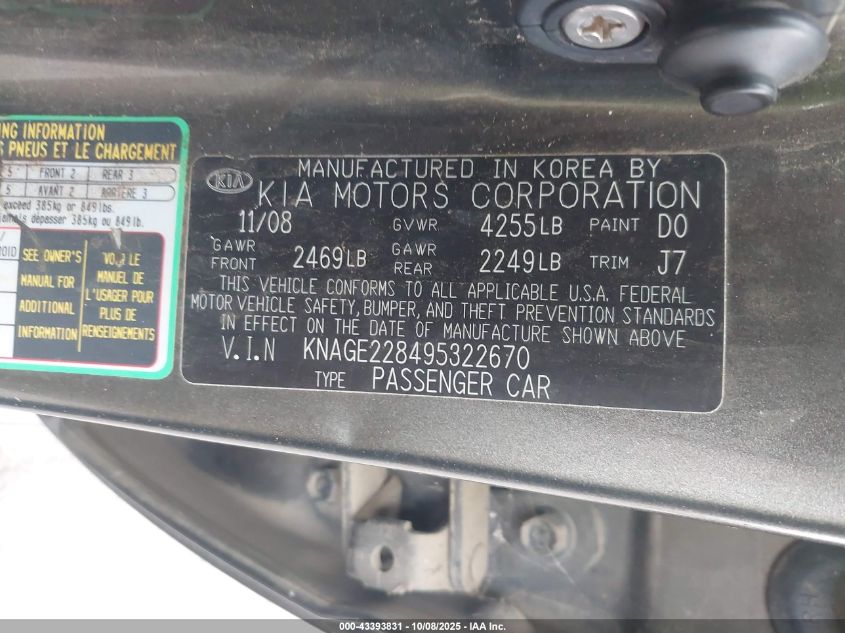 ING INFORMATION
S PNEUS ET LE CHARGEMENT
5 FRONT 2 REAR 3
5 AVANT 2 ARRIÈRE 3
exceed 385kg or 849lbs.
jamais dépasser 385kg ou 849lb.
SEE OWNER'S
MANUAL FOR
ADDITIONAL
INFORMATION
LE
MANUEL DE
L'USAGER POUR
PLUS DE
RENSEIGNEMENTS
KIA
MANUFACTURED IN KOREA BY
KIA MOTORS CORPORATION
11/08 GVWR 4255LB PAINT D0
GAWR FRONT 2469LB GAWR REAR 2249LB TRIM J7
THIS VEHICLE CONFORMS TO ALL APPLICABLE U.S.A. FEDERAL
MOTOR VEHICLE SAFETY, BUMPER, AND THEFT PREVENTION STANDARDS
IN EFFECT ON THE DATE OF MANUFACTURE SHOWN ABOVE
V.I.N KNAGE228495322670
TYPE PASSENGER CAR
000-43393831 - 10/08/2025 - IAA Inc.